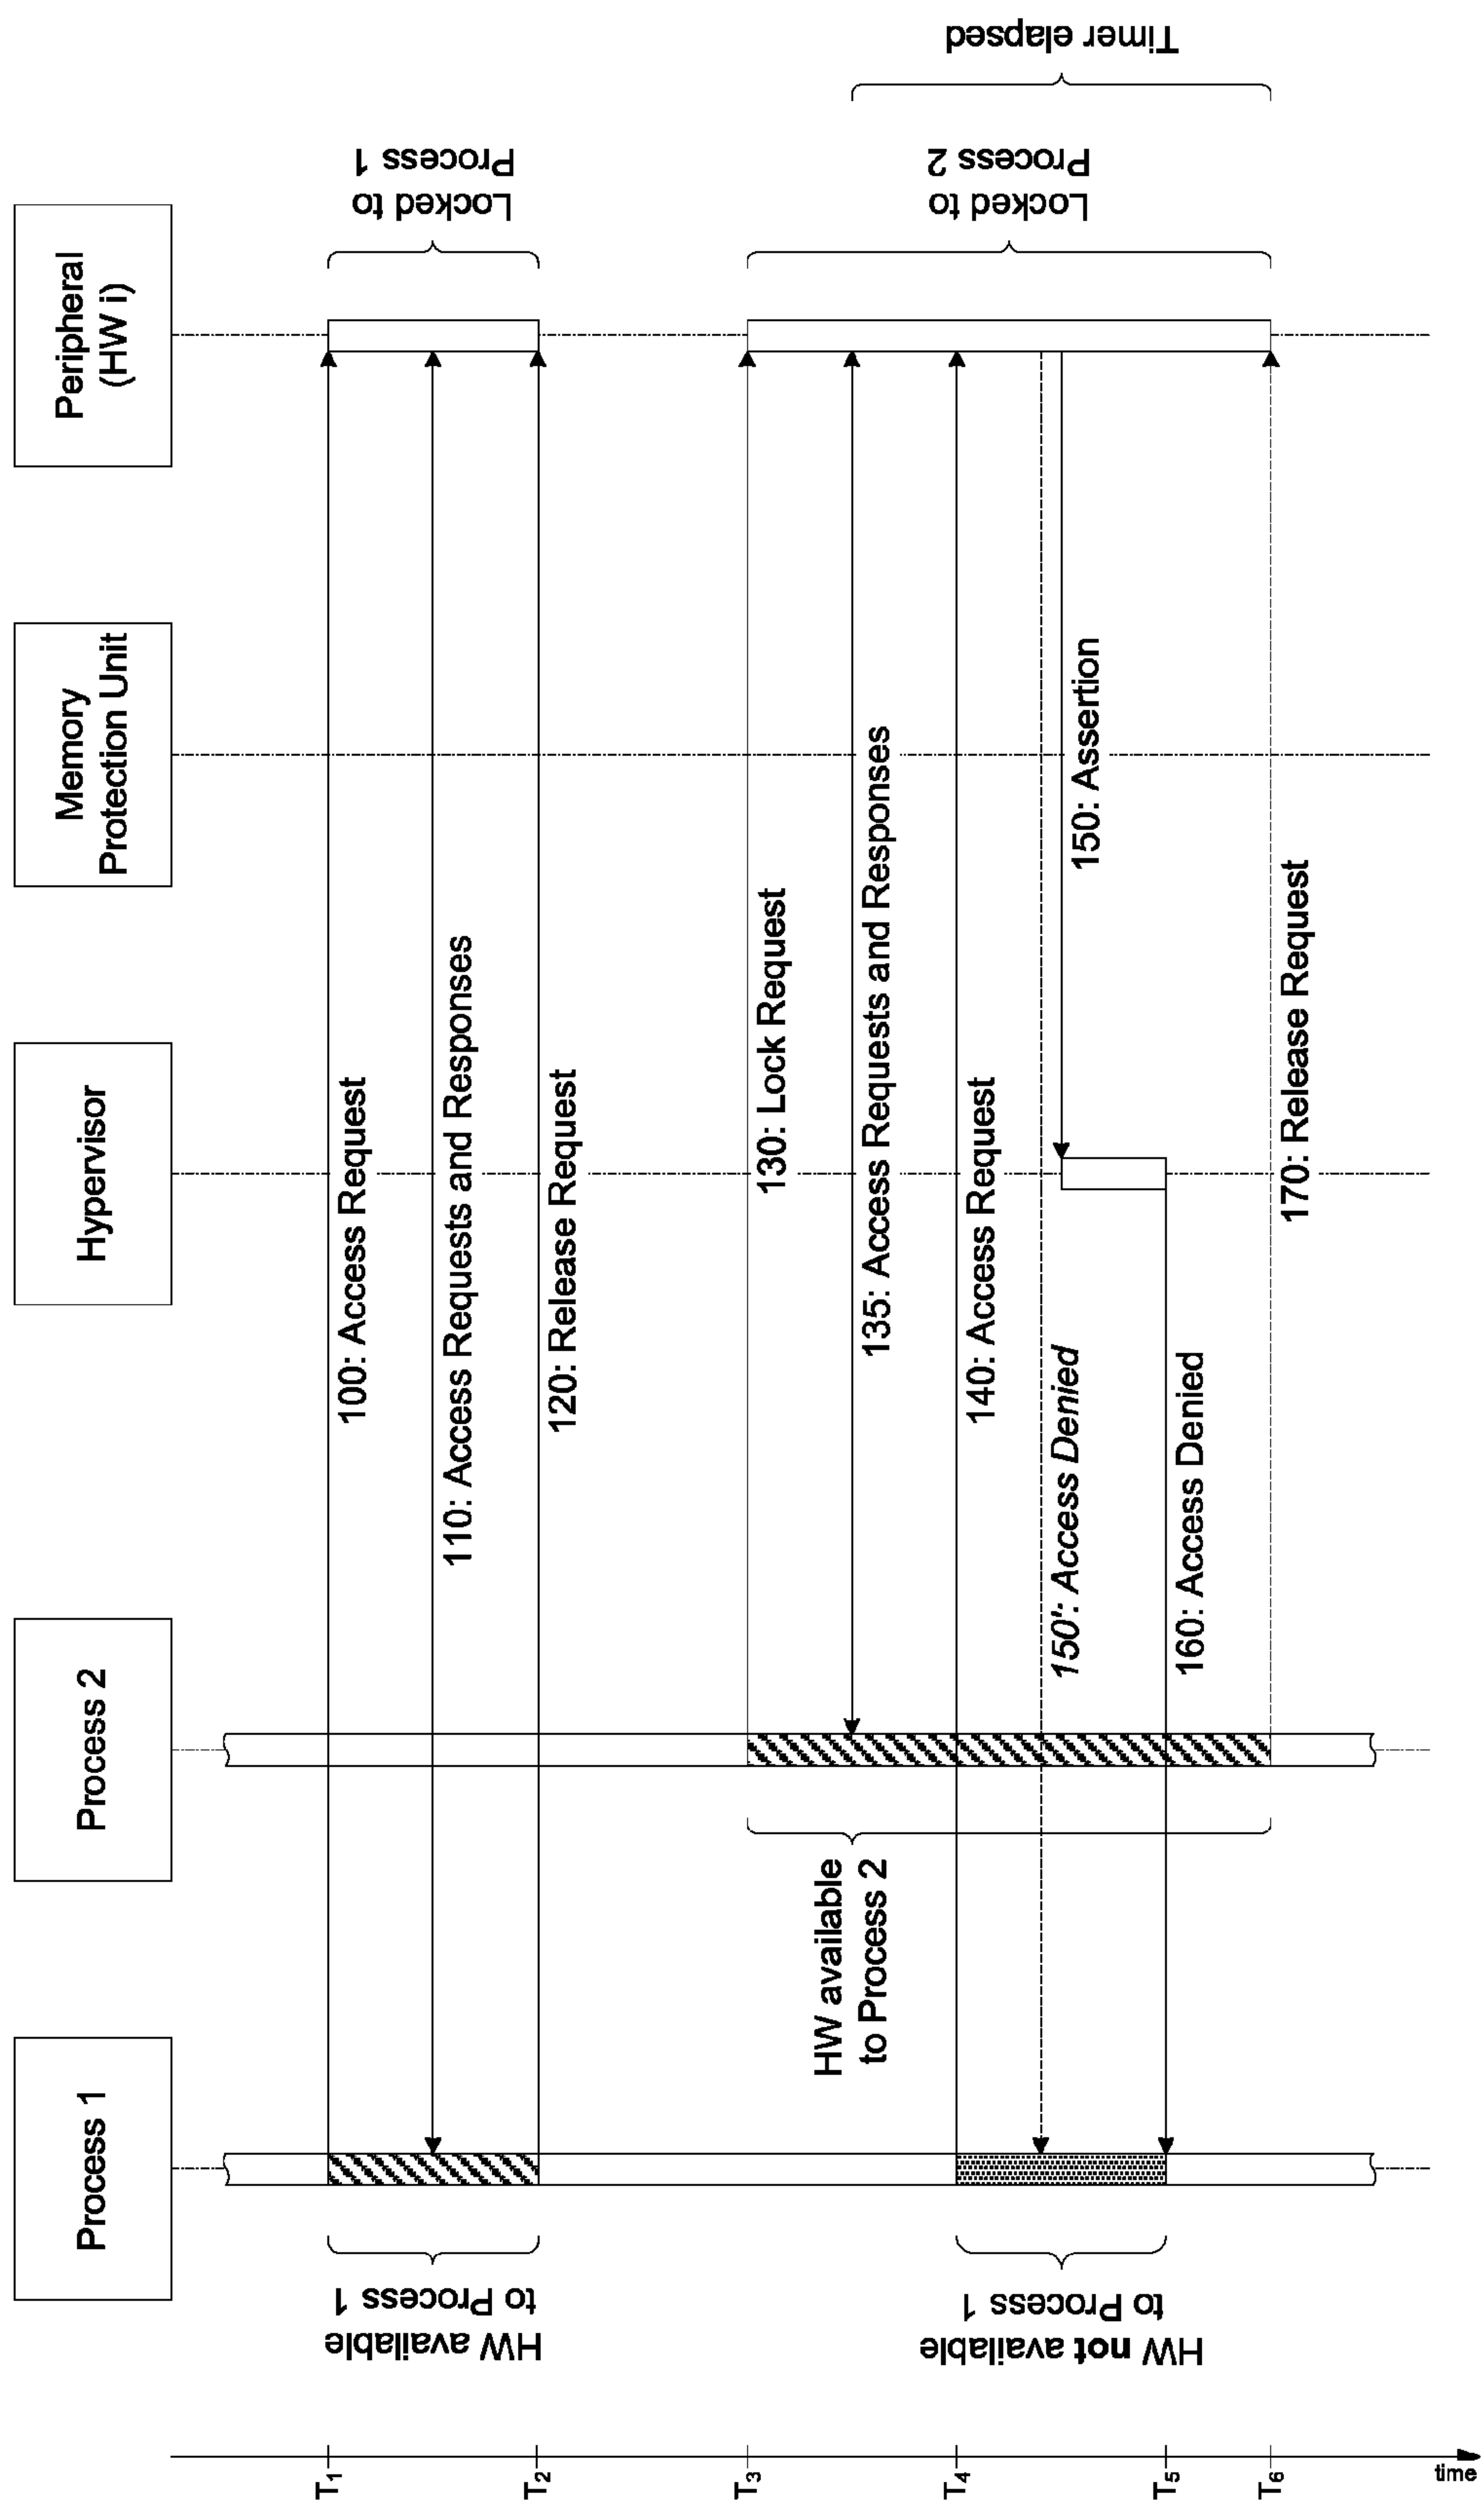 Process 1
Process 2
Hypervisor
Memory
Protection Unit
Peripheral
(HW i)
T1
HW available
to Process 1
100: Access Request
Locked to
Process 1
110: Access Requests and Responses
T2
120: Release Request
T3
130: Lock Request
HW available
to Process 2
135: Access Requests and Responses
Locked to
Process 2
Timer elapsed
T4
140: Access Request
HW not available
to Process 1
150': Access Denied
150: Assertion
T5
160: Access Denied
T6
170: Release Request
time